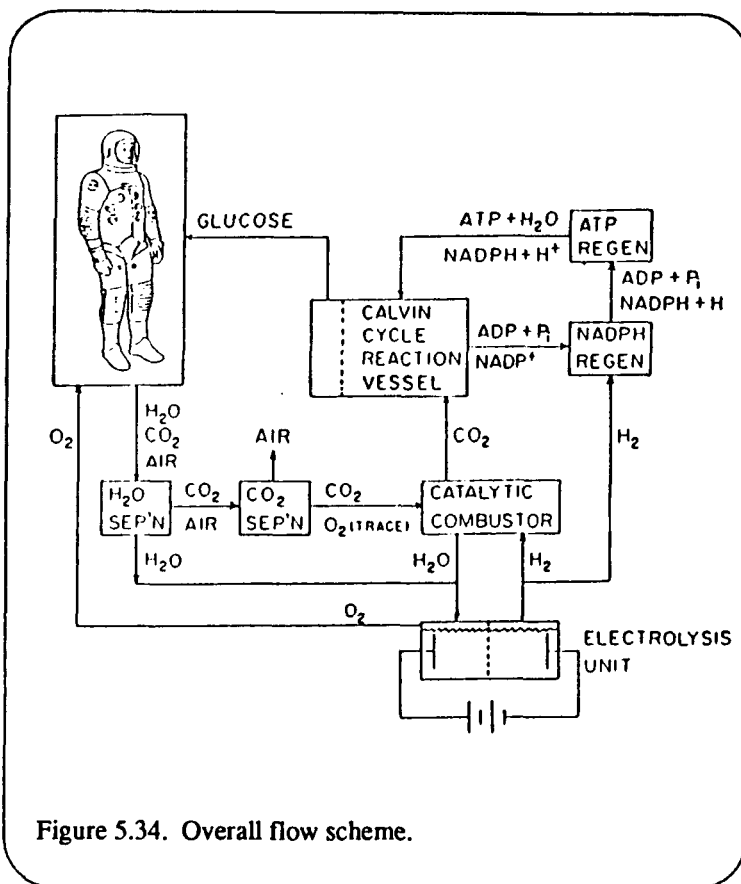 GLUCOSE
ATP + H₂O
NADPH + H⁺
ATP
REGEN
ADP + Pᵢ
NADPH + H
CALVIN
CYCLE
REACTION
VESSEL
ADP + Pᵢ
NADP⁺
NADPH
REGEN
O₂
H₂O
CO₂
AIR
AIR
CO₂
H₂
H₂O
SEP'N
CO₂
AIR
CO₂
SEP'N
CO₂
O₂ (TRACE)
CATALYTIC
COMBUSTOR
H₂O
H₂O
H₂
O₂
ELECTROLYSIS
UNIT
Figure 5.34. Overall flow scheme.